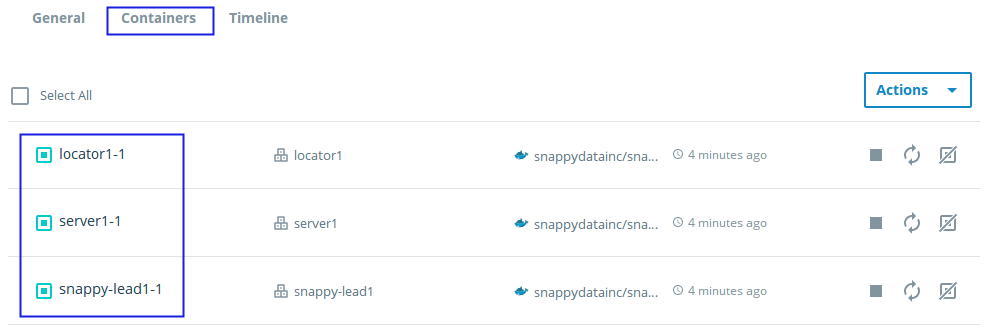 General Containers Timeline
Select All Actions
locator1-1 locator1 snappydatainc/sna... 4 minutes ago
server1-1 server1 snappydatainc/sna... 4 minutes ago
snappy-lead1-1 snappy-lead1 snappydatainc/sna... 4 minutes ago